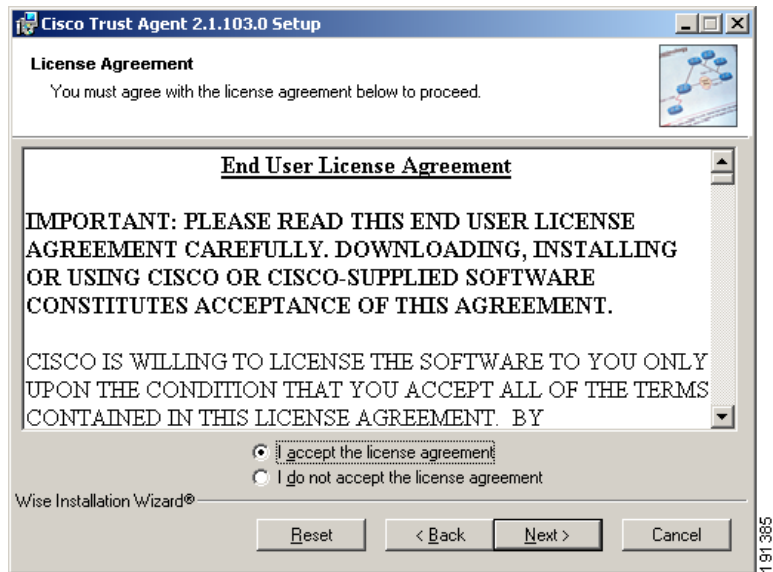 Cisco Trust Agent 2.1.103.0 Setup
License Agreement
You must agree with the license agreement below to proceed.
End User License Agreement
IMPORTANT: PLEASE READ THIS END USER LICENSE
AGREEMENT CAREFULLY. DOWNLOADING, INSTALLING
OR USING CISCO OR CISCO-SUPPLIED SOFTWARE
CONSTITUTES ACCEPTANCE OF THIS AGREEMENT.
CISCO IS WILLING TO LICENSE THE SOFTWARE TO YOU ONLY
UPON THE CONDITION THAT YOU ACCEPT ALL OF THE TERMS
CONTAINED IN THIS LICENSE AGREEMENT. BY
I accept the license agreement
I do not accept the license agreement
Wise Installation Wizard®
Reset
< Back
Next >
Cancel
191385